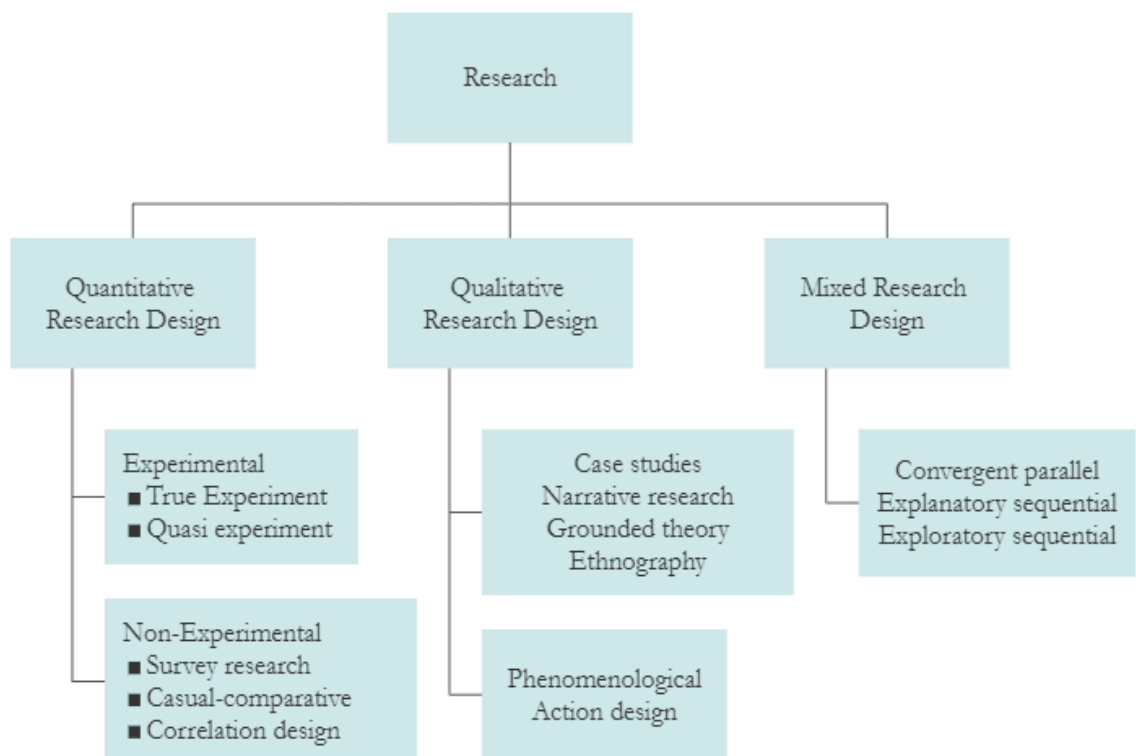 Research
Quantitative
Research Design
Qualitative
Research Design
Mixed Research
Design
Experimental
■ True Experiment
■ Quasi experiment
Non-Experimental
■ Survey research
■ Casual-comparative
■ Correlation design
Case studies
Narrative research
Grounded theory
Ethnography
Phenomenological
Action design
Convergent parallel
Explanatory sequential
Exploratory sequential